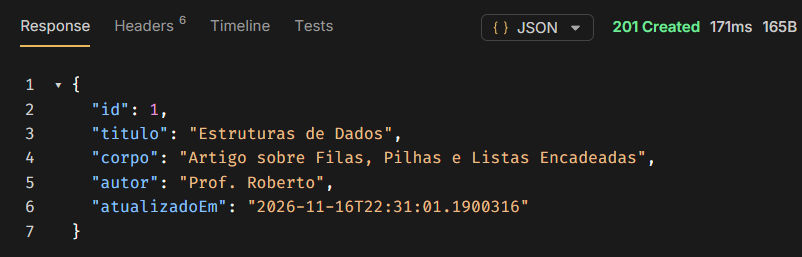 Response Headers 6 Timeline Tests { } JSON 201 Created 171ms 165B
1 {
2 "id": 1,
3 "titulo": "Estruturas de Dados",
4 "corpo": "Artigo sobre Filas, Pilhas e Listas Encadeadas",
5 "autor": "Prof. Roberto",
6 "atualizadoEm": "2026-11-16T22:31:01.1900316"
7 }